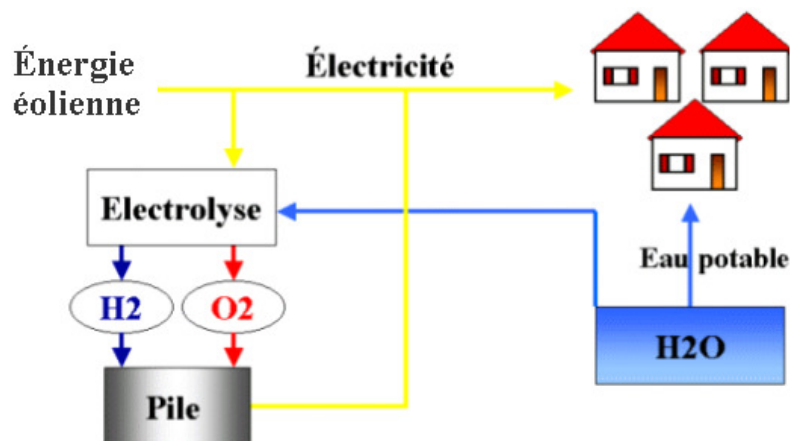 Énergie
éolienne
Électricité
Electrolyse
Eau potable
H2
O2
H2O
Pile